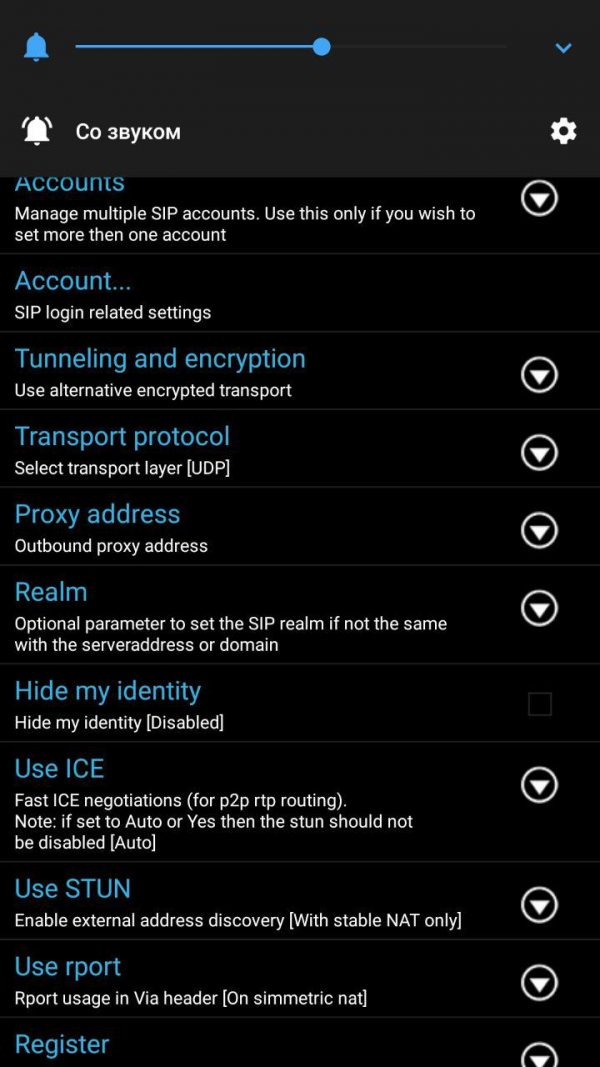 Со звуком
Accounts
Manage multiple SIP accounts. Use this only if you wish to
set more then one account
Account...
SIP login related settings
Tunneling and encryption
Use alternative encrypted transport
Transport protocol
Select transport layer [UDP]
Proxy address
Outbound proxy address
Realm
Optional parameter to set the SIP realm if not the same
with the serveraddress or domain
Hide my identity
Hide my identity [Disabled]
Use ICE
Fast ICE negotiations (for p2p rtp routing).
Note: if set to Auto or Yes then the stun should not
be disabled [Auto]
Use STUN
Enable external address discovery [With stable NAT only]
Use rport
Rport usage in Via header [On simmetric nat]
Register